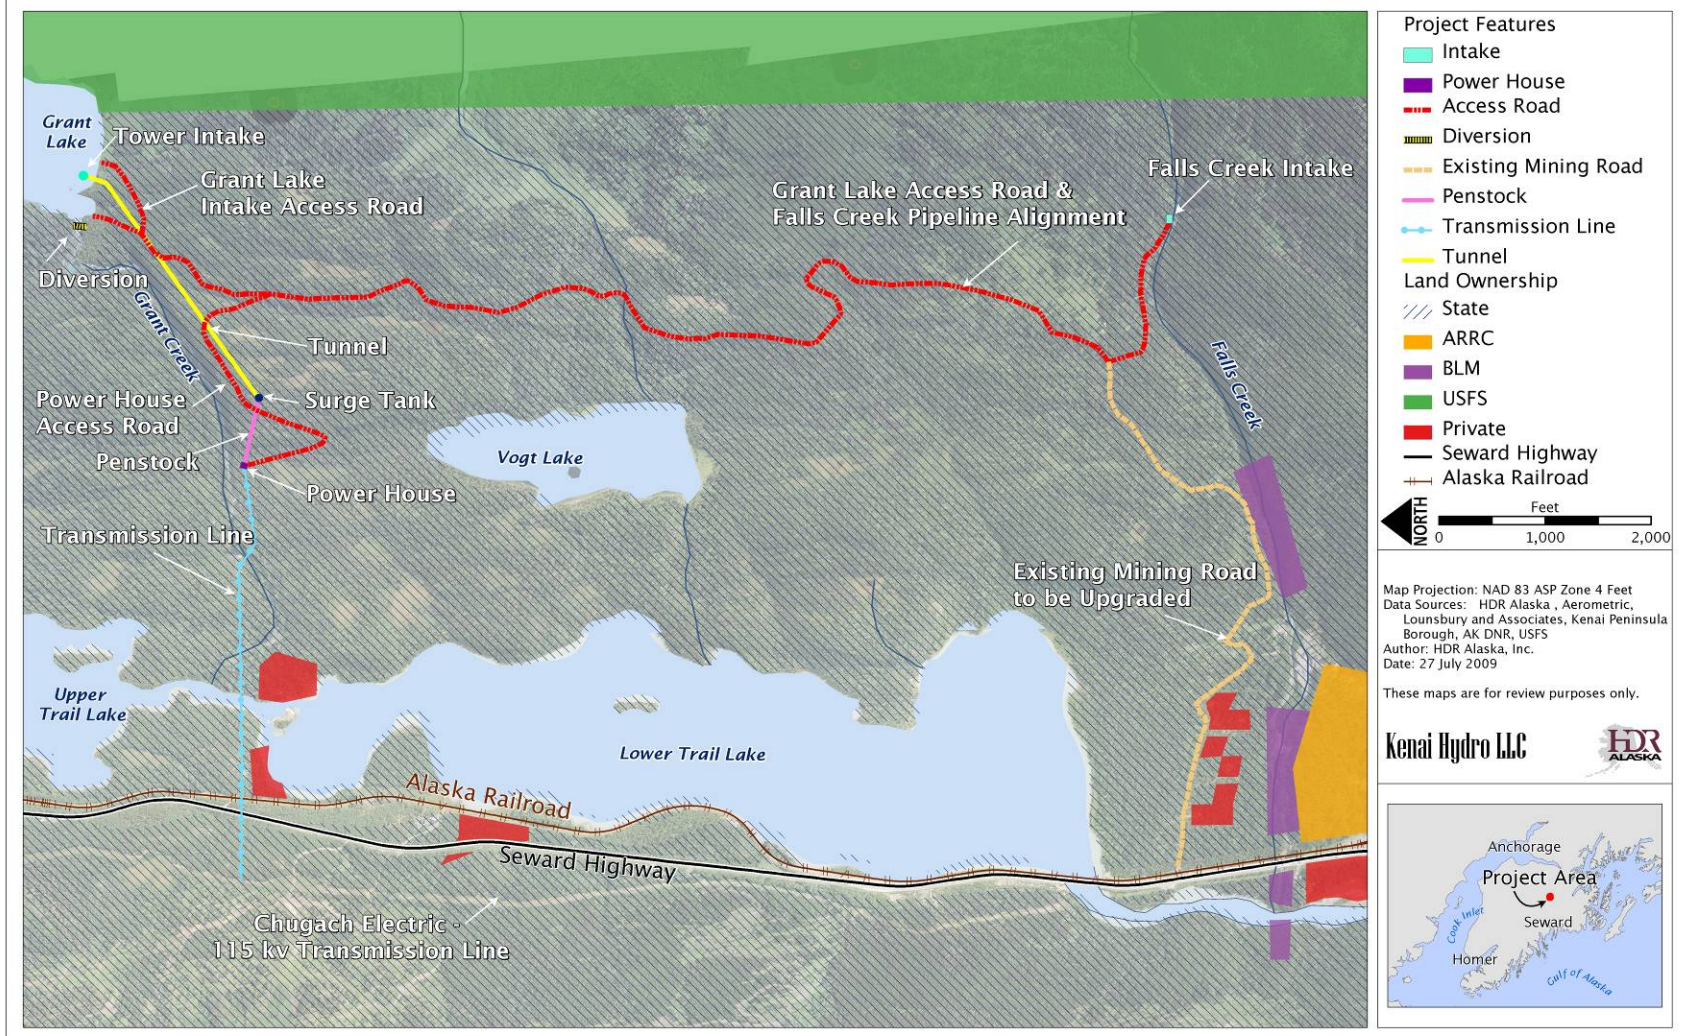 Grant
Lake
Tower Intake
Grant Lake
Intake Access Road
Diversion
Grant Creek
Tunnel
Power House
Access Road
Surge Tank
Penstock
Power House
Transmission Line
Grant Lake Access Road &
Falls Creek Pipeline Alignment
Falls Creek Intake
Falls Creek
Vogt Lake
Existing Mining Road
to be Upgraded
Upper
Trail Lake
Lower Trail Lake
Alaska Railroad
Seward Highway
Chugach Electric -
115 kv Transmission Line
Project Features
Intake
Power House
Access Road
Diversion
Existing Mining Road
Penstock
Transmission Line
Tunnel
Land Ownership
State
ARRC
BLM
USFS
Private
Seward Highway
Alaska Railroad
NORTH
Feet
0 1,000 2,000
Map Projection: NAD 83 ASP Zone 4 Feet
Data Sources: HDR Alaska , Aerometric,
Lounsbury and Associates, Kenai Peninsula
Borough, AK DNR, USFS
Author: HDR Alaska, Inc.
Date: 27 July 2009
These maps are for review purposes only.
Kenai Hydro LLC
HDR
ALASKA
Anchorage
Project Area
Cook Inlet
Seward
Homer
Gulf of Alaska